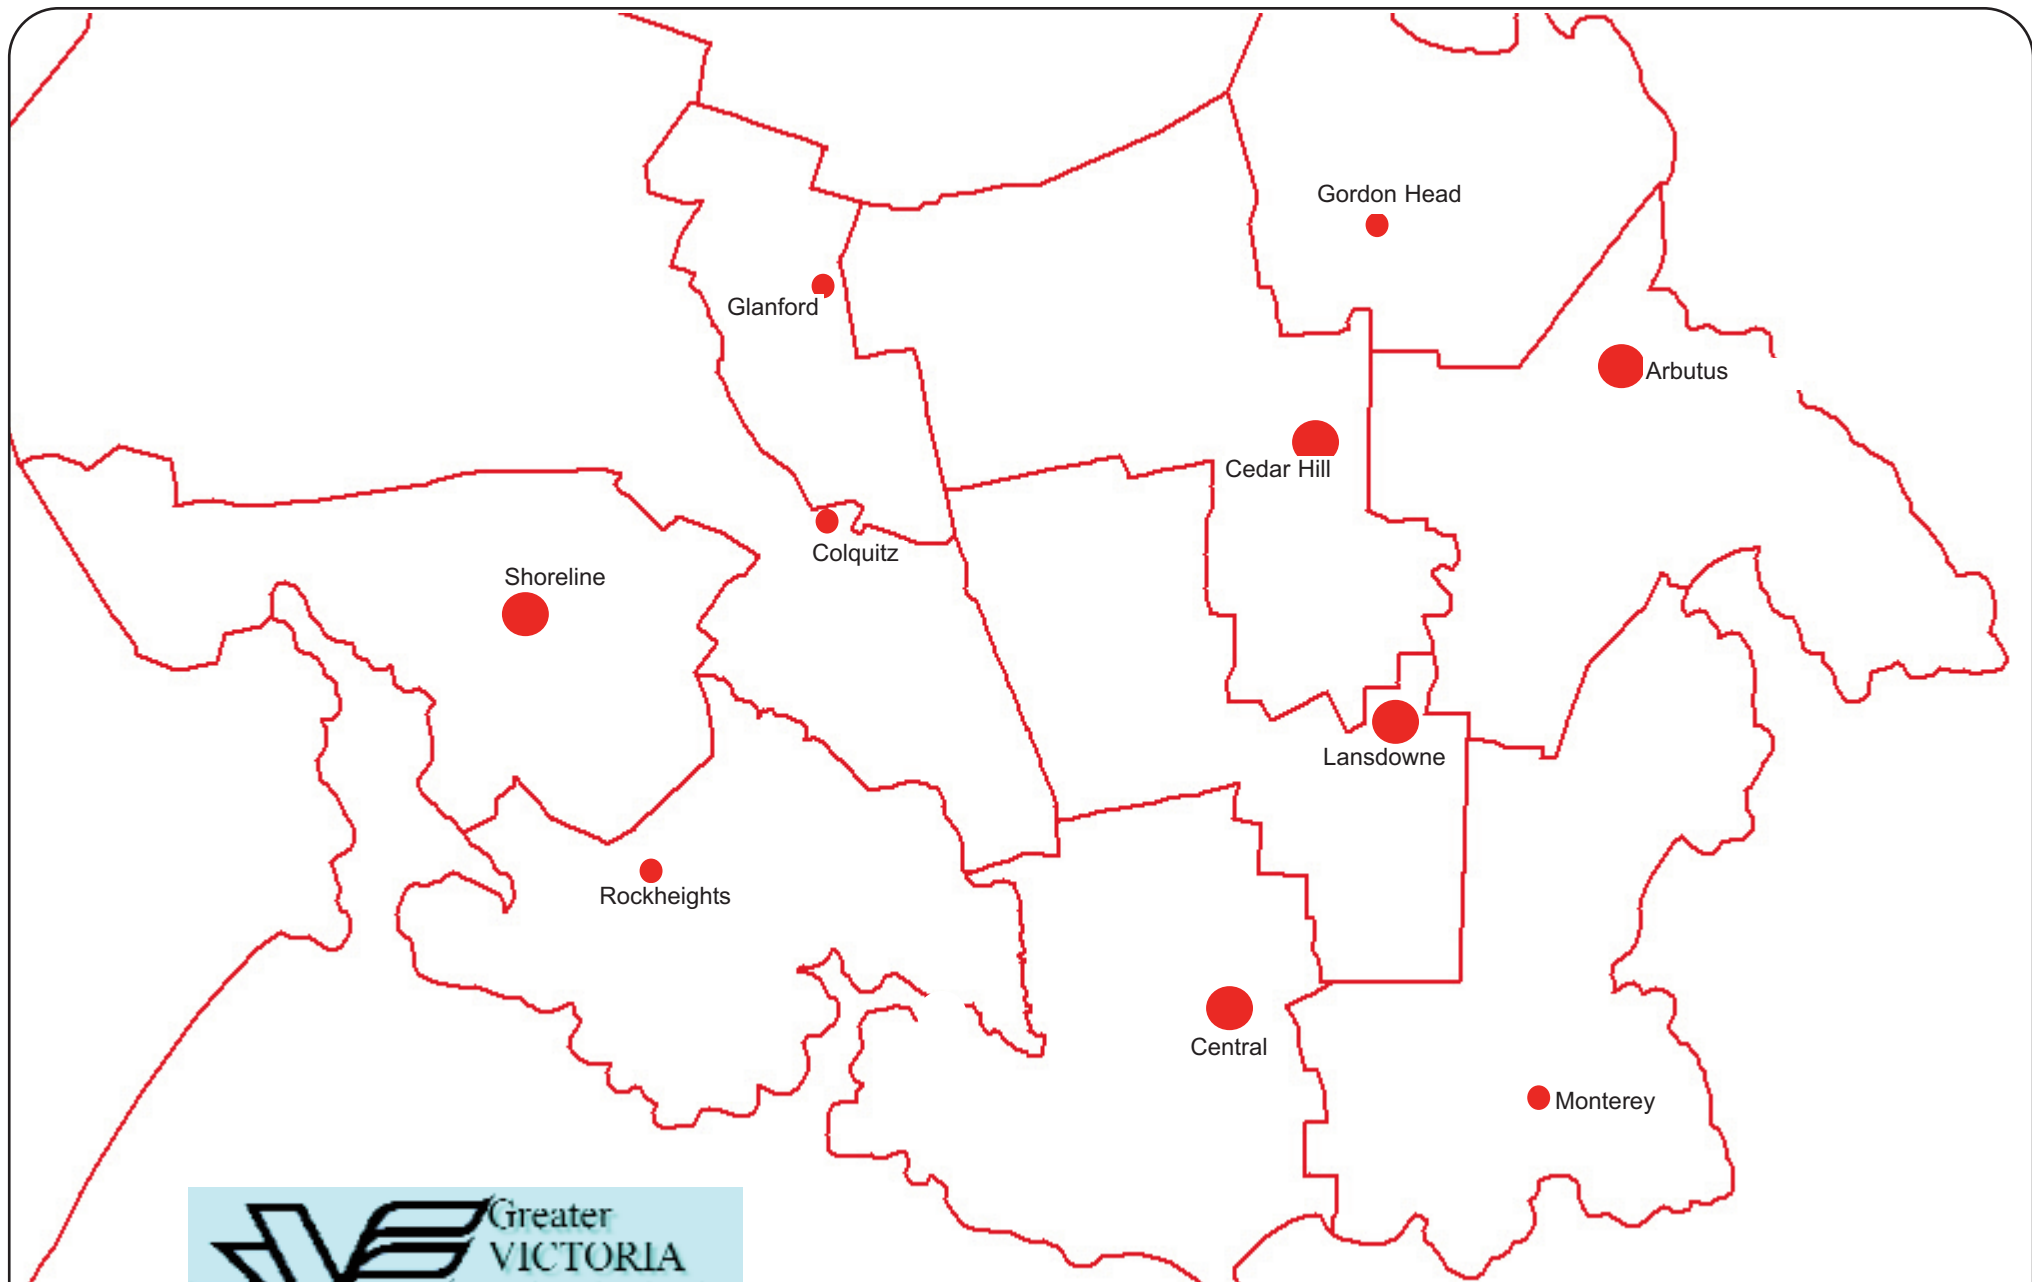 Gordon Head
Glanford
Arbutus
Cedar Hill
Colquitz
Shoreline
Lansdowne
Rockheights
Central
Monterey
Greater
VICTORIA